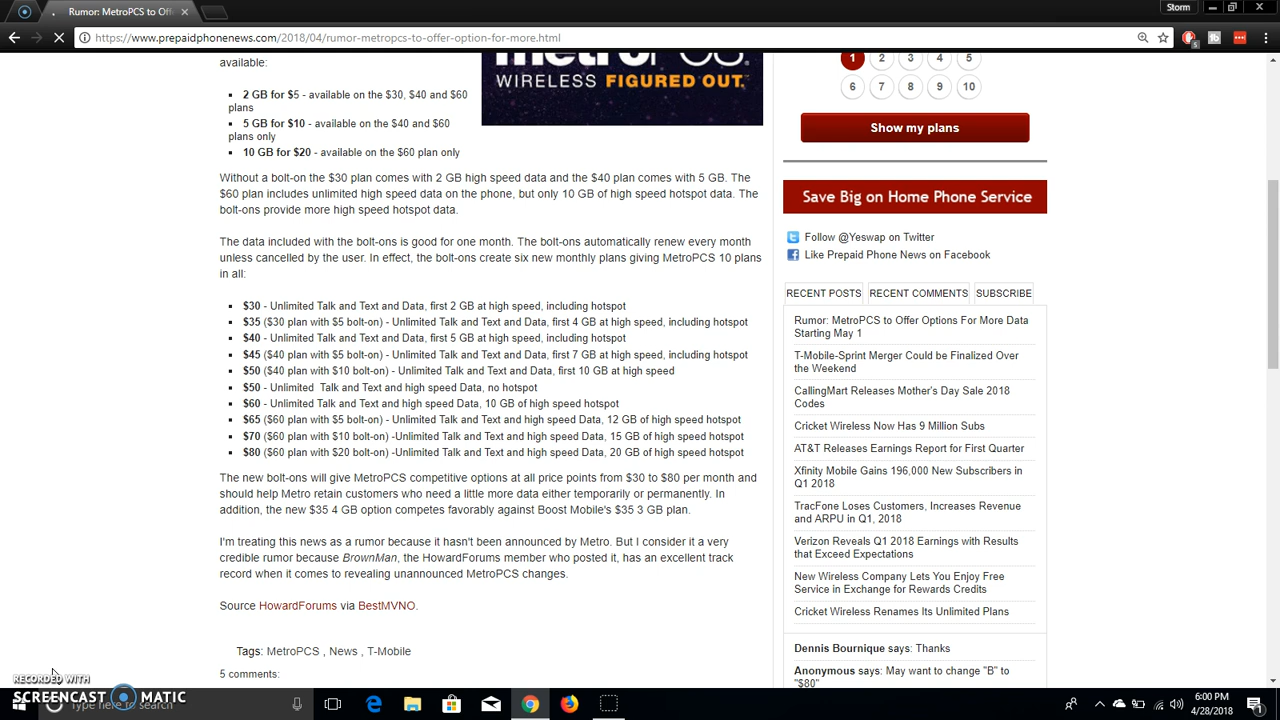 Rumor: MetroPCS to Off
Storm
https://www.prepaidphonenews.com/2018/04/rumor-metropcs-to-offer-option-for-more.html
available:
2 GB for $5 - available on the $30, $40 and $60
plans
5 GB for $10 - available on the $40 and $60
plans only
10 GB for $20 - available on the $60 plan only
WIRELESS FIGURED OUT.
Without a bolt-on the $30 plan comes with 2 GB high speed data and the $40 plan comes with 5 GB. The
$60 plan includes unlimited high speed data on the phone, but only 10 GB of high speed hotspot data. The
bolt-ons provide more high speed hotspot data.
The data included with the bolt-ons is good for one month. The bolt-ons automatically renew every month
unless cancelled by the user. In effect, the bolt-ons create six new monthly plans giving MetroPCS 10 plans
in all:
$30 - Unlimited Talk and Text and Data, first 2 GB at high speed, including hotspot
$35 ($30 plan with $5 bolt-on) - Unlimited Talk and Text and Data, first 4 GB at high speed, including hotspot
$40 - Unlimited Talk and Text and Data, first 5 GB at high speed, including hotspot
$45 ($40 plan with $5 bolt-on) - Unlimited Talk and Text and Data, first 7 GB at high speed, including hotspot
$50 ($40 plan with $10 bolt-on) - Unlimited Talk and Text and Data, first 10 GB at high speed
$50 - Unlimited Talk and Text and high speed Data, no hotspot
$60 - Unlimited Talk and Text and high speed Data, 10 GB of high speed hotspot
$65 ($60 plan with $5 bolt-on) - Unlimited Talk and Text and high speed Data, 12 GB of high speed hotspot
$70 ($60 plan with $10 bolt-on) -Unlimited Talk and Text and high speed Data, 15 GB of high speed hotspot
$80 ($60 plan with $20 bolt-on) -Unlimited Talk and Text and high speed Data, 20 GB of high speed hotspot
The new bolt-ons will give MetroPCS competitive options at all price points from $30 to $80 per month and
should help Metro retain customers who need a little more data either temporarily or permanently. In
addition, the new $35 4 GB option competes favorably against Boost Mobile's $35 3 GB plan.
I'm treating this news as a rumor because it hasn't been announced by Metro. But I consider it a very
credible rumor because BrownMan, the HowardForums member who posted it, has an excellent track
record when it comes to revealing unannounced MetroPCS changes.
Source HowardForums via BestMVNO.
Tags: MetroPCS , News , T-Mobile
5 comments:
1 2 3 4 5
6 7 8 9 10
Show my plans
Save Big on Home Phone Service
Follow @Yeswap on Twitter
Like Prepaid Phone News on Facebook
RECENT POSTS RECENT COMMENTS SUBSCRIBE
Rumor: MetroPCS to Offer Options For More Data
Starting May 1
T-Mobile-Sprint Merger Could be Finalized Over
the Weekend
CallingMart Releases Mother's Day Sale 2018
Codes
Cricket Wireless Now Has 9 Million Subs
AT&T Releases Earnings Report for First Quarter
Xfinity Mobile Gains 196,000 New Subscribers in
Q1 2018
TracFone Loses Customers, Increases Revenue
and ARPU in Q1, 2018
Verizon Reveals Q1 2018 Earnings with Results
that Exceed Expectations
New Wireless Company Lets You Enjoy Free
Service in Exchange for Rewards Credits
Cricket Wireless Renames Its Unlimited Plans
Dennis Bournique says: Thanks
Anonymous says: May want to change "B" to
"$80"
RECORDED WITH
SCREENCAST MATIC
Type here to search
6:00 PM
4/28/2018